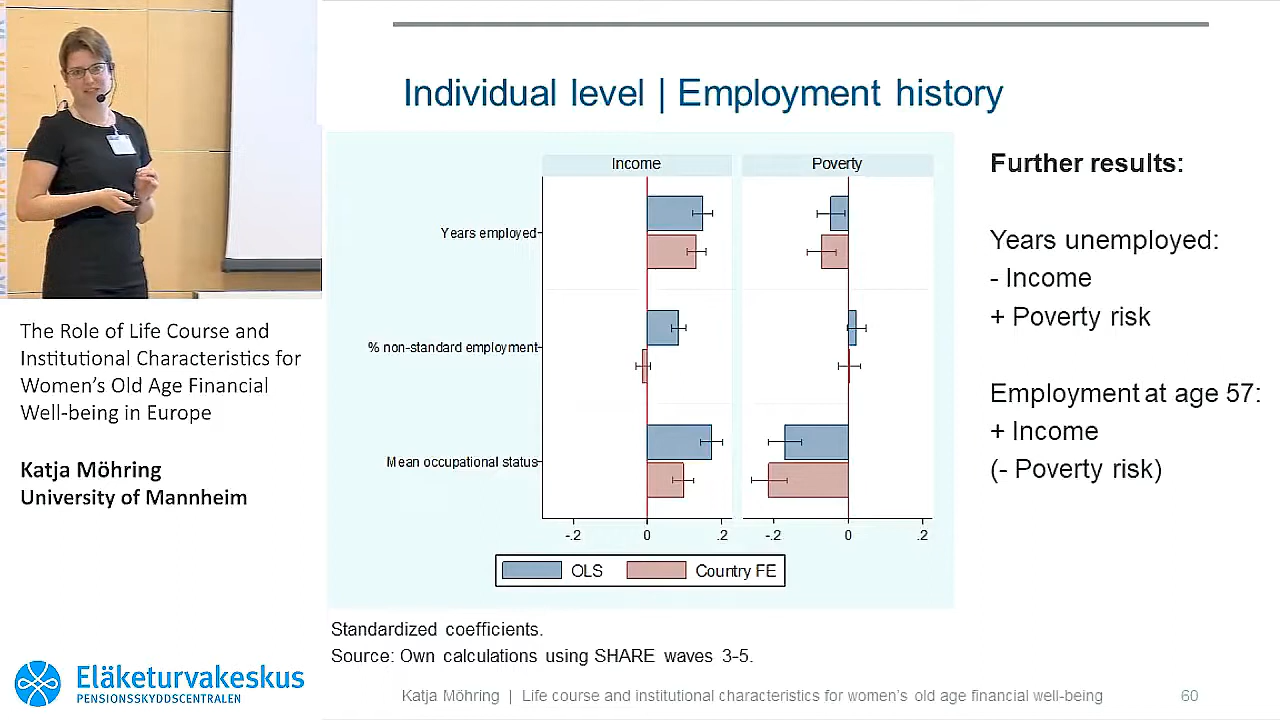 Individual level | Employment history
Income
Poverty
Years employed
% non-standard employment
Mean occupational status
-.2
0
.2
-.2
0
.2
OLS
Country FE
Further results:
Years unemployed:
- Income
+ Poverty risk
Employment at age 57:
+ Income
(- Poverty risk)
Standardized coefficients.
Source: Own calculations using SHARE waves 3-5.
Katja Möhring | Life course and institutional characteristics for women's old age financial well-being
60
The Role of Life Course and
Institutional Characteristics for
Women's Old Age Financial
Well-being in Europe
Katja Möhring
University of Mannheim
Eläketurvakeskus
PENSIONSSKYDDSCENTRALEN